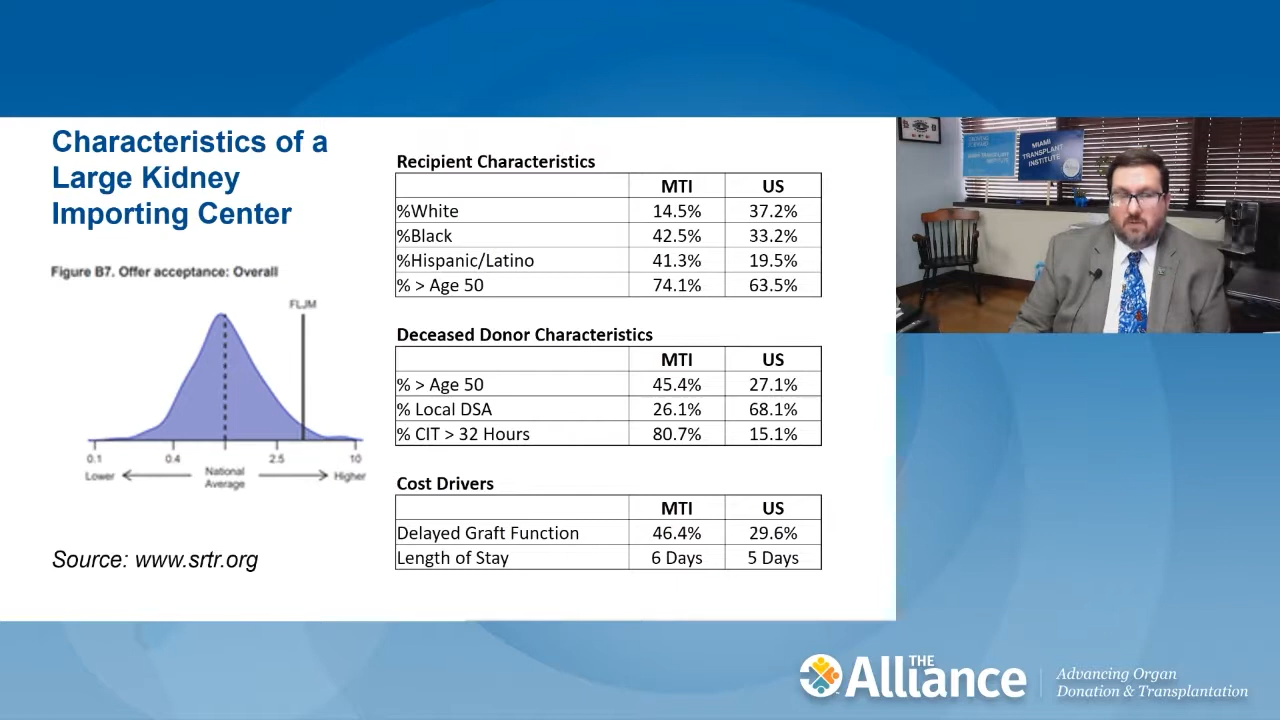 Characteristics of a
Large Kidney
Importing Center
Figure B7. Offer acceptance: Overall
FLJM
0.1 0.4 2.5 10
Lower National Average Higher
Source: www.srtr.org
Recipient Characteristics
MTI US
%White 14.5% 37.2%
%Black 42.5% 33.2%
%Hispanic/Latino 41.3% 19.5%
% > Age 50 74.1% 63.5%
Deceased Donor Characteristics
MTI US
% > Age 50 45.4% 27.1%
% Local DSA 26.1% 68.1%
% CIT > 32 Hours 80.7% 15.1%
Cost Drivers
MTI US
Delayed Graft Function 46.4% 29.6%
Length of Stay 6 Days 5 Days
MIAMI
TRANSPLANT
INSTITUTE
THE
Alliance
Advancing Organ
Donation & Transplantation